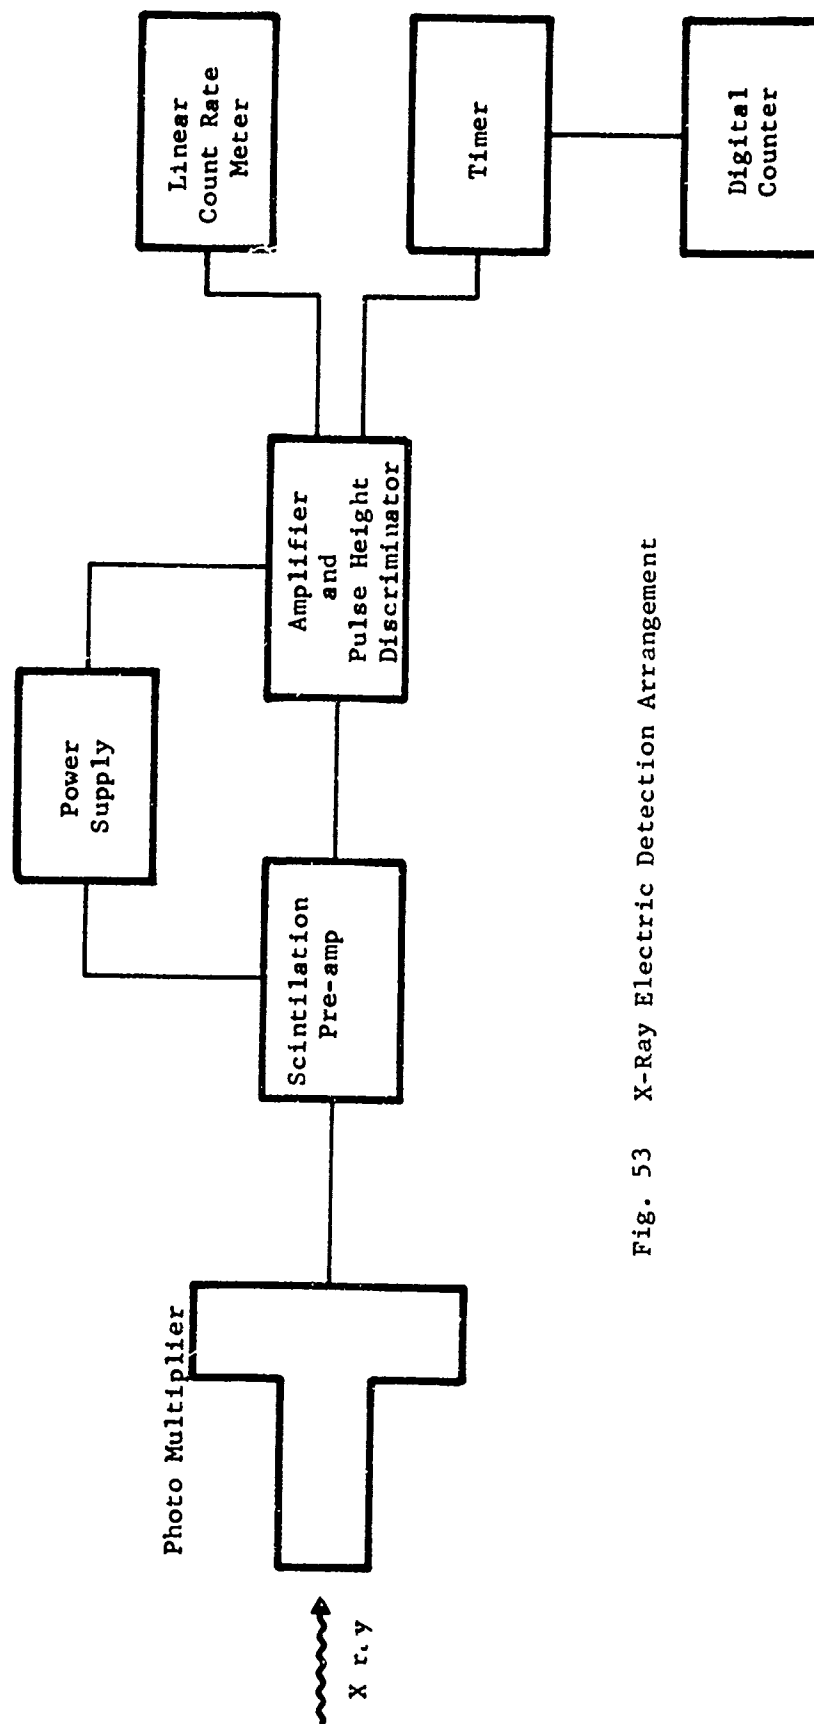 X r.y
Photo Multiplier
Scintilation
Pre-amp
Power
Supply
Amplifier
and
Pulse Height
Discriminator
Linear
Count Rate
Meter
Timer
Digital
Counter
Fig. 53 X-Ray Electric Detection Arrangement